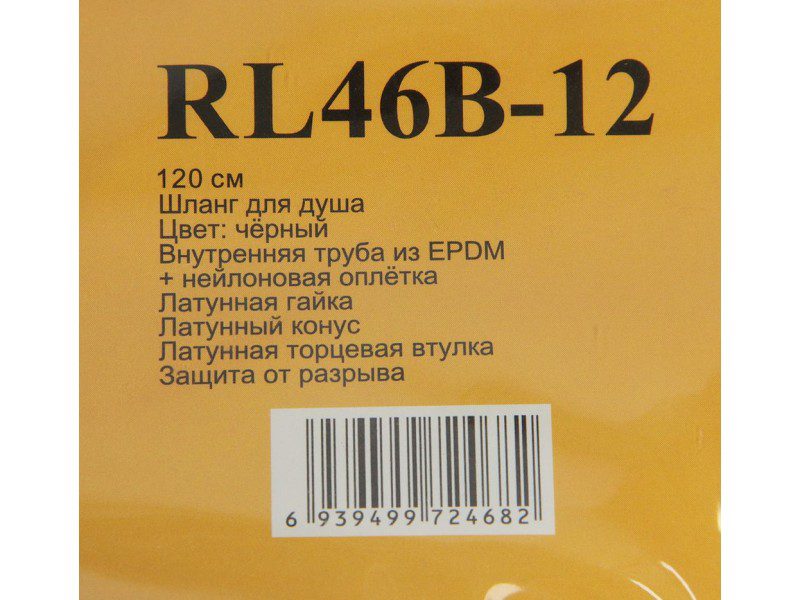 RL46B-12
120 см
Шланг для душа
Цвет: чёрный
Внутренняя труба из EPDM
+ нейлоновая оплётка
Латунная гайка
Латунный конус
Латунная торцевая втулка
Защита от разрыва
6 939499 724682